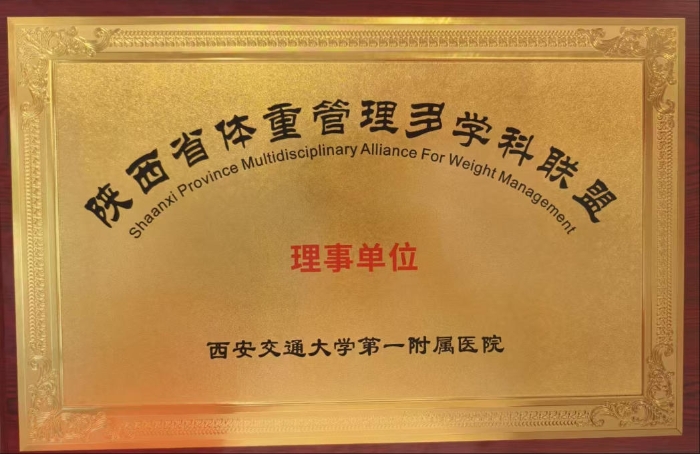 陕西省体重管理多学科联盟
Shaanxi Province Multidisciplinary Alliance For Weight Management
理事单位
西安交通大学第一附属医院